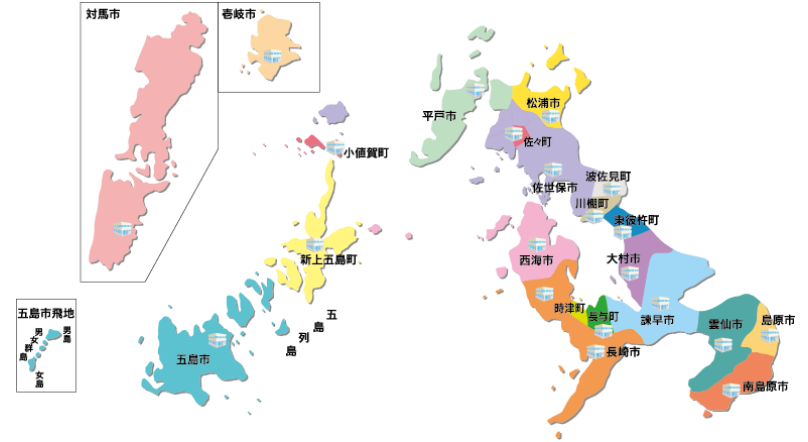 対馬市
壱岐市
平戸市
松浦市
佐々町
小値賀町
佐世保市
波佐見町
川棚町
東彼杵町
新上五島町
西海市
大村市
五島市飛地
男島
男女群島
女島
五島列島
五島市
時津町
長与町
諫早市
雲仙市
島原市
長崎市
南島原市